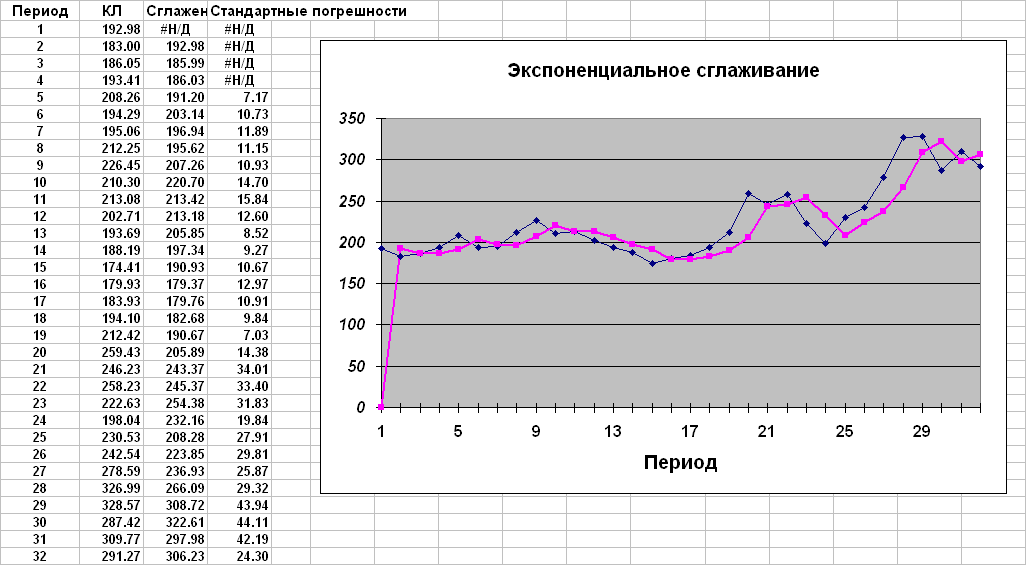 Период КЛ Сглажен Стандартные погрешности
1 192.98 #Н/Д #Н/Д
2 183.00 192.98 #Н/Д
3 186.05 185.99 #Н/Д
4 193.41 186.03 #Н/Д
5 208.26 191.20 7.17
6 194.29 203.14 10.73
7 195.06 196.94 11.89
8 212.25 195.62 11.15
9 226.45 207.26 10.93
10 210.30 220.70 14.70
11 213.08 213.42 15.84
12 202.71 213.18 12.60
13 193.69 205.85 8.52
14 188.19 197.34 9.27
15 174.41 190.93 10.67
16 179.93 179.37 12.97
17 183.93 179.76 10.91
18 194.10 182.68 9.84
19 212.42 190.67 7.03
20 259.43 205.89 14.38
21 246.23 243.37 34.01
22 258.23 245.37 33.40
23 222.63 254.38 31.83
24 198.04 232.16 19.84
25 230.53 208.28 27.91
26 242.54 223.85 29.81
27 278.59 236.93 25.87
28 326.99 266.09 29.32
29 328.57 308.72 43.94
30 287.42 322.61 44.11
31 309.77 297.98 42.19
32 291.27 306.23 24.30
Экспоненциальное сглаживание
350
300
250
200
150
100
50
0
1 5 9 13 17 21 25 29
Период